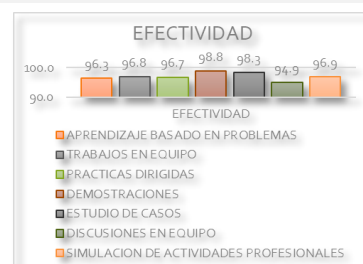 EFECTIVIDAD
96.3 96.8 96.7 98.8 98.3 94.9 96.9
100.0
90.0
EFECTIVIDAD
APRENDIZAJE BASADO EN PROBLEMAS
TRABAJOS EN EQUIPO
PRACTICAS DIRIGIDAS
DEMOSTRACIONES
ESTUDIO DE CASOS
DISCUSIONES EN EQUIPO
SIMULACION DE ACTIVIDADES PROFESIONALES